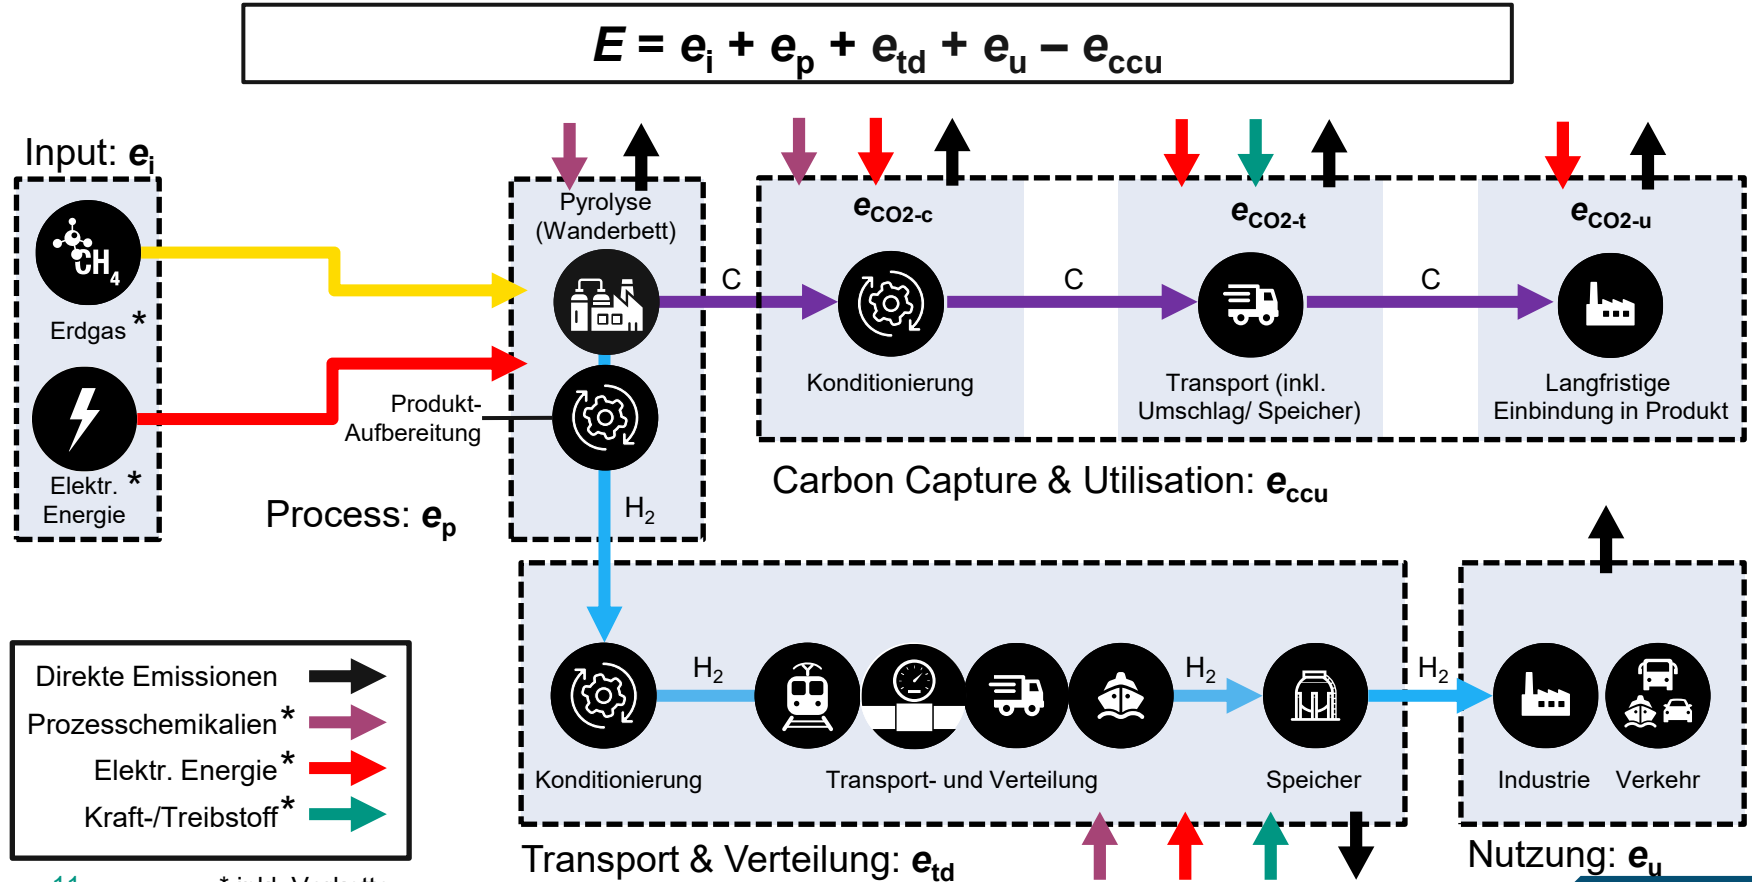 E = ei + ep + etd + eu – eccu
Input: ei
CH4
Erdgas *
Elektr. *
Energie
Process: ep
Pyrolyse
(Wanderbett)
Produkt-
Aufbereitung
H2
C
eCO2-c
Konditionierung
C
eCO2-t
Transport (inkl.
Umschlag/ Speicher)
C
eCO2-u
Langfristige
Einbindung in Produkt
Carbon Capture & Utilisation: eccu
Konditionierung
H2
Transport- und Verteilung
H2
Speicher
H2
Industrie
Verkehr
Transport & Verteilung: etd
Nutzung: eu
Direkte Emissionen
Prozesschemikalien*
Elektr. Energie*
Kraft-/Treibstoff*